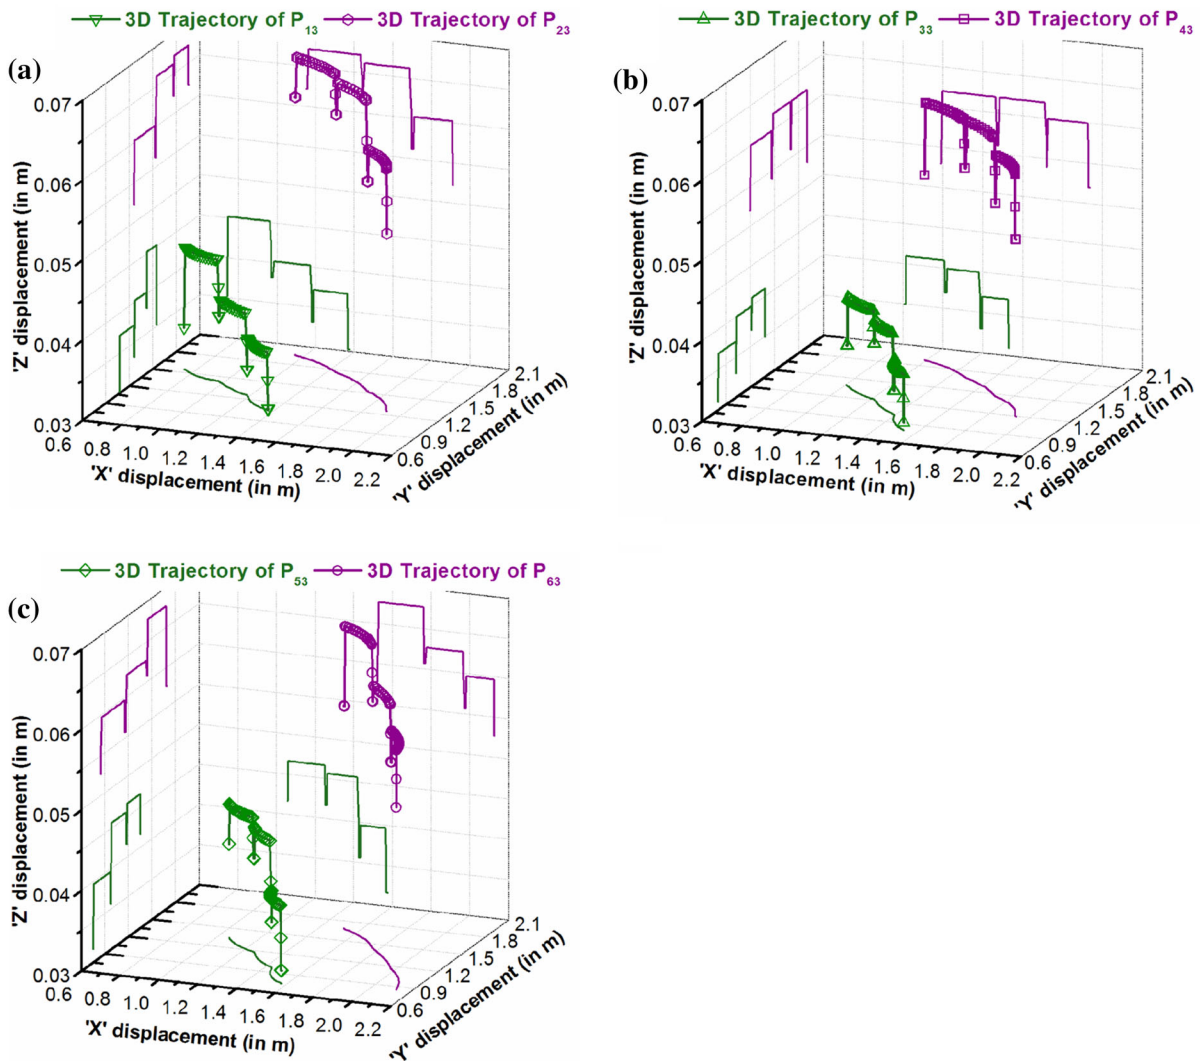 3D Trajectory of P13 3D Trajectory of P23
(a)
0.07
0.06
0.05
0.04
0.03
'Z' displacement (in m)
0.6 0.8 1.0 1.2 1.4 1.6 1.8 2.0 2.2
'X' displacement (in m)
0.6 0.9 1.2 1.5 1.8 2.1
'Y' displacement (in m)
3D Trajectory of P33 3D Trajectory of P43
(b)
0.07
0.06
0.05
0.04
0.03
'Z' displacement (in m)
0.6 0.8 1.0 1.2 1.4 1.6 1.8 2.0 2.2
'X' displacement (in m)
0.6 0.9 1.2 1.5 1.8 2.1
'Y' displacement (in m)
3D Trajectory of P53 3D Trajectory of P63
(c)
0.07
0.06
0.05
0.04
0.03
'Z' displacement (in m)
0.6 0.8 1.0 1.2 1.4 1.6 1.8 2.0 2.2
'X' displacement (in m)
0.6 0.9 1.2 1.5 1.8 2.1
'Y' displacement (in m)